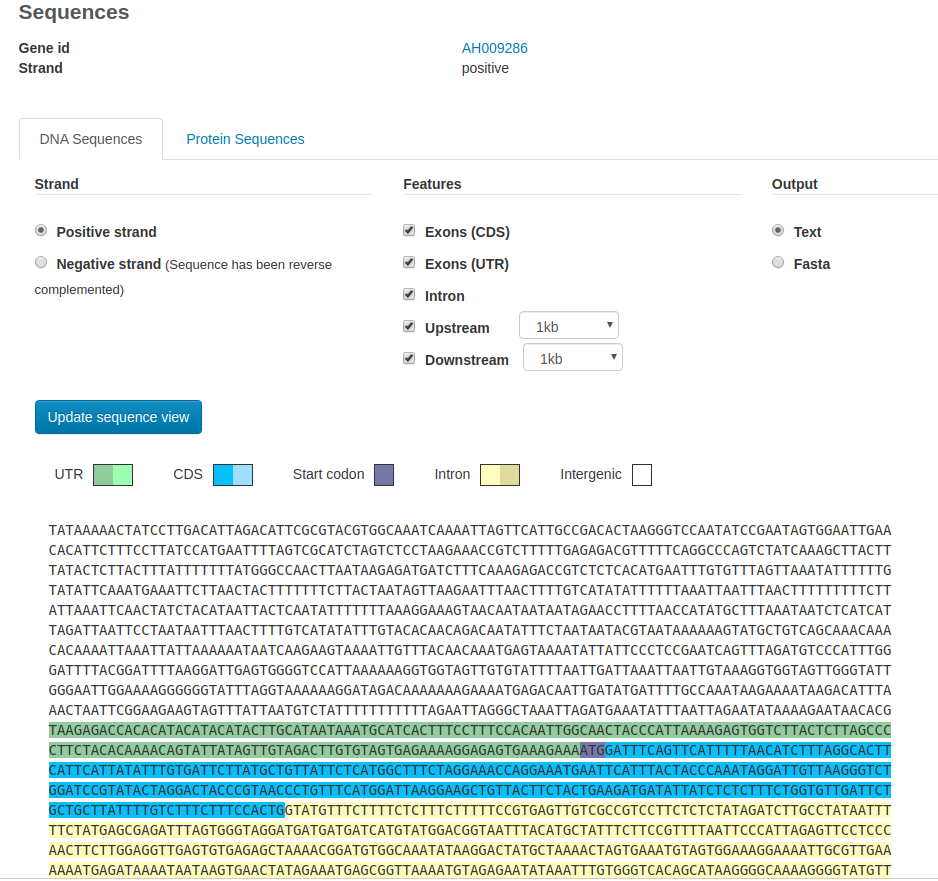 Sequences
Gene id AH009286
Strand positive
DNA Sequences Protein Sequences
Strand Features Output
Positive strand Exons (CDS) Text
Negative strand (Sequence has been reverse complemented) Exons (UTR) Fasta
Intron
Upstream 1kb
Downstream 1kb
Update sequence view
UTR CDS Start codon Intron Intergenic
TATAAAAACTATCCTTGACATTAGACATTCGCGTACGTGGCAAATCAAAATTAGTTCATTGCCGACACTAAGGGTCCAATATCCGAATAGTGGAATTGAA
CACATTCTTTCCTTATCCATGAATTTTAGTCGCATCTAGTCTCCTAAGAAACCGTCTTTTTGAGAGACGTTTTTCAGGCCCAGTCTATCAAAGCTTACTT
TATACTCTTACTTTATTTTTTTATGGGCCAACTTAATAAGAGATGATCTTTCAAAGAGACCGTCTCTCACATGAATTTGTGTTTAGTTAAATATTTTTTG
TATATTCAAATGAAATTCTTAACTACTTTTTTTCTTACTAATAGTTAAGAATTTAACTTTTGTCATATATTTTTTAAATTAATTTAACTTTTTTTTTCTT
ATTAAATTCAACTATCTACATAATTACTCAATATTTTTTTAAAGGAAAGTAACAATAATAATAGAACCTTTTAACCATATGCTTTAAATAATCTCATCAT
TAGATTAATTCCTAATAATTTAACTTTTGTCATATATTTGTACACAACAGACAATATTTCTAATAATACGTAATAAAAAAGTATGCTGTCAGCAAACAAA
CACAAAATTAAATTATTAAAAAAATAATCAAGAAGTAAAATTGTTTACAACAAATGAGTAAAATATTATTCCCTCCGAATCAGTTTAGATGTCCCATTTGG
GATTTTACGGATTTTAAGGATTGAGTGGGGTCCATTAAAAAAGGTGGTAGTTGTGTATTTTAATTGATTAAATTAATTGTAAAGGTGGTAGTTGGGTATT
GGGAATTGGAAAAGGGGGGTATTTAGGTAAAAAAGGATAGACAAAAAAAGAAAATGAGACAATTGATATGATTTTGCCAAATAAGAAAATAAGACATTTA
AACTAATTCGGAAGAAGTAGTTTATTAATGTCTATTTTTTTTTTTAGAATTAGGGCTAAATTAGATGAAATATTTAATTAGAATATAAAAGAATAACACG
TAAGAGACCACACATACATACATACTTGCATAATAAATGCATCACTTTCCTTTCCACAATTGGCAACTACCCATTAAAAGAGTGGTCTTACTCTTAGCCC
CTTCTACACAAAACAGTATTATAGTTGTAGACTTGTGTAGTGAGAAAAGGAGAGTGAAAGAAAATGGATTTCAGTTCATTTTTAACATCTTTAGGCACTT
CATTCATTATATTTGTGATTCTTATGCTGTTATTCTCATGGCTTTCTAGGAAACCAGGAAATGAATTCATTTACTACCCAAATAGGATTGTTAAGGGTCT
GGATCCGTATACTAGGACTACCCGTAACCCTGTTTCATGGATTAAGGAAGCTGTTACTTCTACTGAAGATGATATTATCTCTCTTTCTGGTGTTGATTCT
GCTGCTTATTTTGTCTTTCTTTCCACTGGTATGTTTCTTTTCTCTTTCTTTTTCCGTGAGTTGTCGCCGTCCTTCTCTCTATAGATCTTGCCTATAATTT
TTCTATGAGCGAGATTTAGTGGGTAGGATGATGATGATCATGTATGGACGGTAATTTACATGCTATTTCTTCCGTTTTAATTCCCATTAGAGTTCCTCCC
AACTTCTTGGAGGTTGAGTGTGAGAGCTAAAACGGATGTGGCAAATATAAGGACTATGCTAAAACTAGTGAAATGTAGTGGAAAGGAAAATTGCGTTGAA
AAAATGAGATAAAATAATAAGTGAACTATAGAAATGAGCGGTTAAAATGTAGAGAATATAAATTTGTGGGTCACAGCATAAGGGGCAAAAGGGGTATGTT